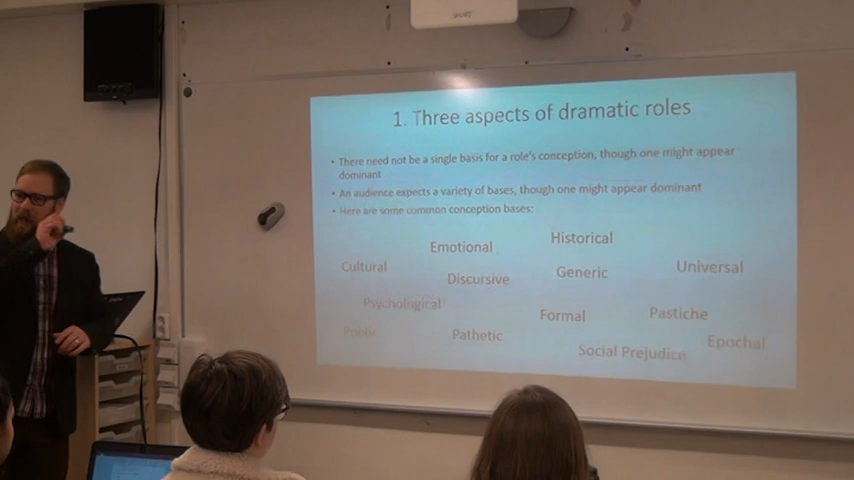 SMART
1. Three aspects of dramatic roles
• There need not be a single basis for a role's conception, though one might appear
dominant
• An audience expects a variety of bases, though one might appear dominant
• Here are some common conception bases:
Historical
Emotional
Cultural
Discursive
Generic
Universal
Psychological
Formal
Pastiche
Poetic
Pathetic
Social Prejudice
Epochal